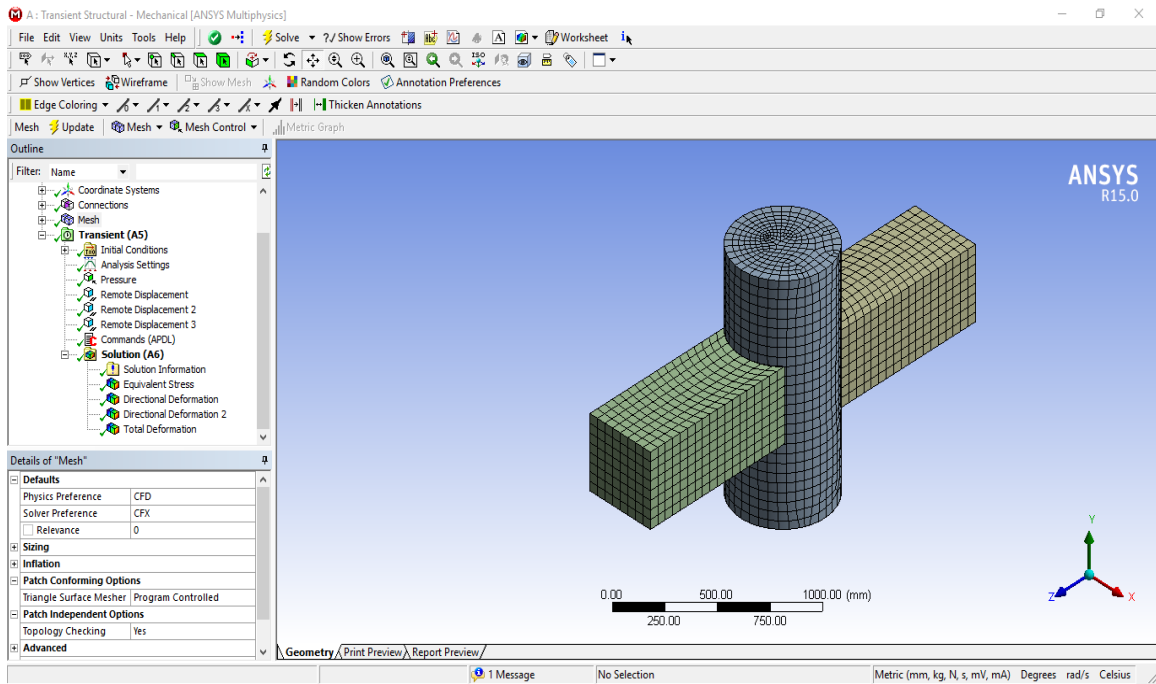 A : Transient Structural - Mechanical [ANSYS Multiphysics]
File Edit View Units Tools Help Solve ?/ Show Errors Worksheet
Show Vertices Wireframe Show Mesh Random Colors Annotation Preferences
Edge Coloring Thicken Annotations
Mesh Update Mesh Mesh Control Metric Graph
Outline
Filter: Name
Coordinate Systems
Connections
Mesh
Transient (A5)
Initial Conditions
Analysis Settings
Pressure
Remote Displacement
Remote Displacement 2
Remote Displacement 3
Commands (APDL)
Solution (A6)
Solution Information
Equivalent Stress
Directional Deformation
Directional Deformation 2
Total Deformation
Details of "Mesh"
Defaults
Physics Preference CFD
Solver Preference CFX
Relevance 0
Sizing
Inflation
Patch Conforming Options
Triangle Surface Mesher Program Controlled
Patch Independent Options
Topology Checking Yes
Advanced
ANSYS
R15.0
Y
Z X
0.00 500.00 1000.00 (mm)
250.00 750.00
Geometry Print Preview Report Preview
1 Message No Selection Metric (mm, kg, N, s, mV, mA) Degrees rad/s Celsius